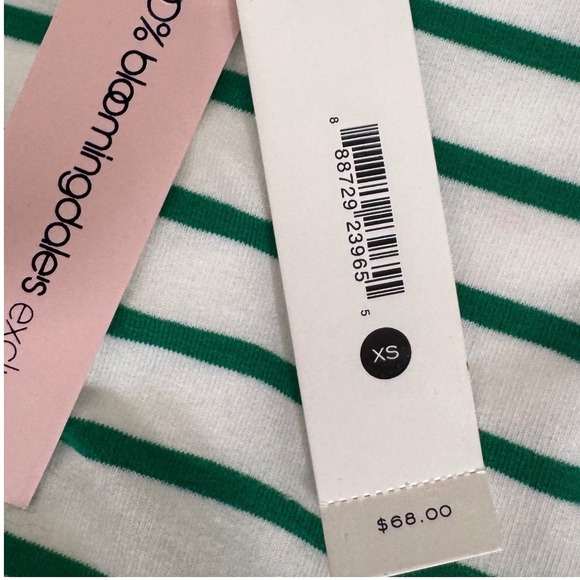 0% bloomingdale's excl
8 88729 23965 5
XS
$68.00